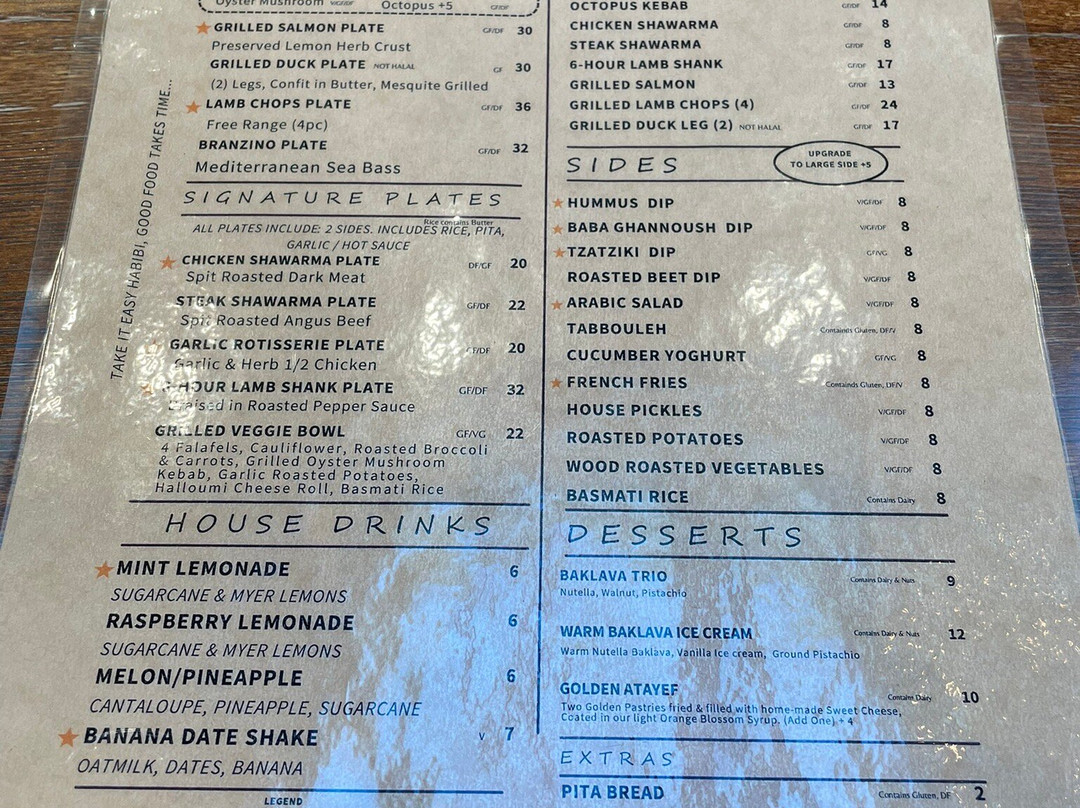 Oyster Mushroom V/GF/DF Octopus +5 GF/DF
GRILLED SALMON PLATE GF/DF 30
Preserved Lemon Herb Crust
GRILLED DUCK PLATE NOT HALAL GF 30
(2) Legs, Confit in Butter, Mesquite Grilled
LAMB CHOPS PLATE GF/DF 36
Free Range (4pc)
BRANZINO PLATE GF/DF 32
Mediterranean Sea Bass
TAKE IT EASY HABIBI, GOOD FOOD TAKES TIME...
SIGNATURE PLATES
Rice contains Butter
ALL PLATES INCLUDE: 2 SIDES. INCLUDES RICE, PITA,
GARLIC / HOT SAUCE
CHICKEN SHAWARMA PLATE DF/GF 20
Spit Roasted Dark Meat
STEAK SHAWARMA PLATE GF/DF 22
Spit Roasted Angus Beef
GARLIC ROTISSERIE PLATE GF/DF 20
Garlic & Herb 1/2 Chicken
HOUR LAMB SHANK PLATE GF/DF 32
Braised in Roasted Pepper Sauce
GRILLED VEGGIE BOWL GF/VG 22
4 Falafels, Cauliflower, Roasted Broccoli
& Carrots, Grilled Oyster Mushroom
Kebab, Garlic Roasted Potatoes,
Halloumi Cheese Roll, Basmati Rice
HOUSE DRINKS
MINT LEMONADE 6
SUGARCANE & MYER LEMONS
RASPBERRY LEMONADE 6
SUGARCANE & MYER LEMONS
MELON/PINEAPPLE 6
CANTALOUPE, PINEAPPLE, SUGARCANE
BANANA DATE SHAKE V 7
OATMILK, DATES, BANANA
LEGEND
OCTOPUS KEBAB GF/DF 14
CHICKEN SHAWARMA GF/DF 8
STEAK SHAWARMA GF/DF 8
6-HOUR LAMB SHANK GF/DF 17
GRILLED SALMON GF/DF 13
GRILLED LAMB CHOPS (4) GF/DF 24
GRILLED DUCK LEG (2) NOT HALAL GF/DF 17
SIDES
UPGRADE
TO LARGE SIDE +5
HUMMUS DIP V/GF/DF 8
BABA GHANNOUSH DIP V/GF/DF 8
TZATZIKI DIP GF/VG 8
ROASTED BEET DIP V/GF/DF 8
ARABIC SALAD V/GF/DF 8
TABBOULEH Containds Gluten, DF/V 8
CUCUMBER YOGHURT GF/VG 8
FRENCH FRIES Containds Gluten, DF/V 8
HOUSE PICKLES V/GF/DF 8
ROASTED POTATOES V/GF/DF 8
WOOD ROASTED VEGETABLES V/GF/DF 8
BASMATI RICE Contains Dairy 8
DESSERTS
BAKLAVA TRIO Contains Dairy & Nuts 9
Nutella, Walnut, Pistachio
WARM BAKLAVA ICE CREAM Contains Dairy & Nuts 12
Warm Nutella Baklava, Vanilla Ice cream, Ground Pistachio
GOLDEN ATAYEF Contains Dairy 10
Two Golden Pastries fried & filled with home-made Sweet Cheese,
Coated in our light Orange Blossom Syrup. (Add One) + 4
EXTRAS
PITA BREAD Contains Gluten, DF 2